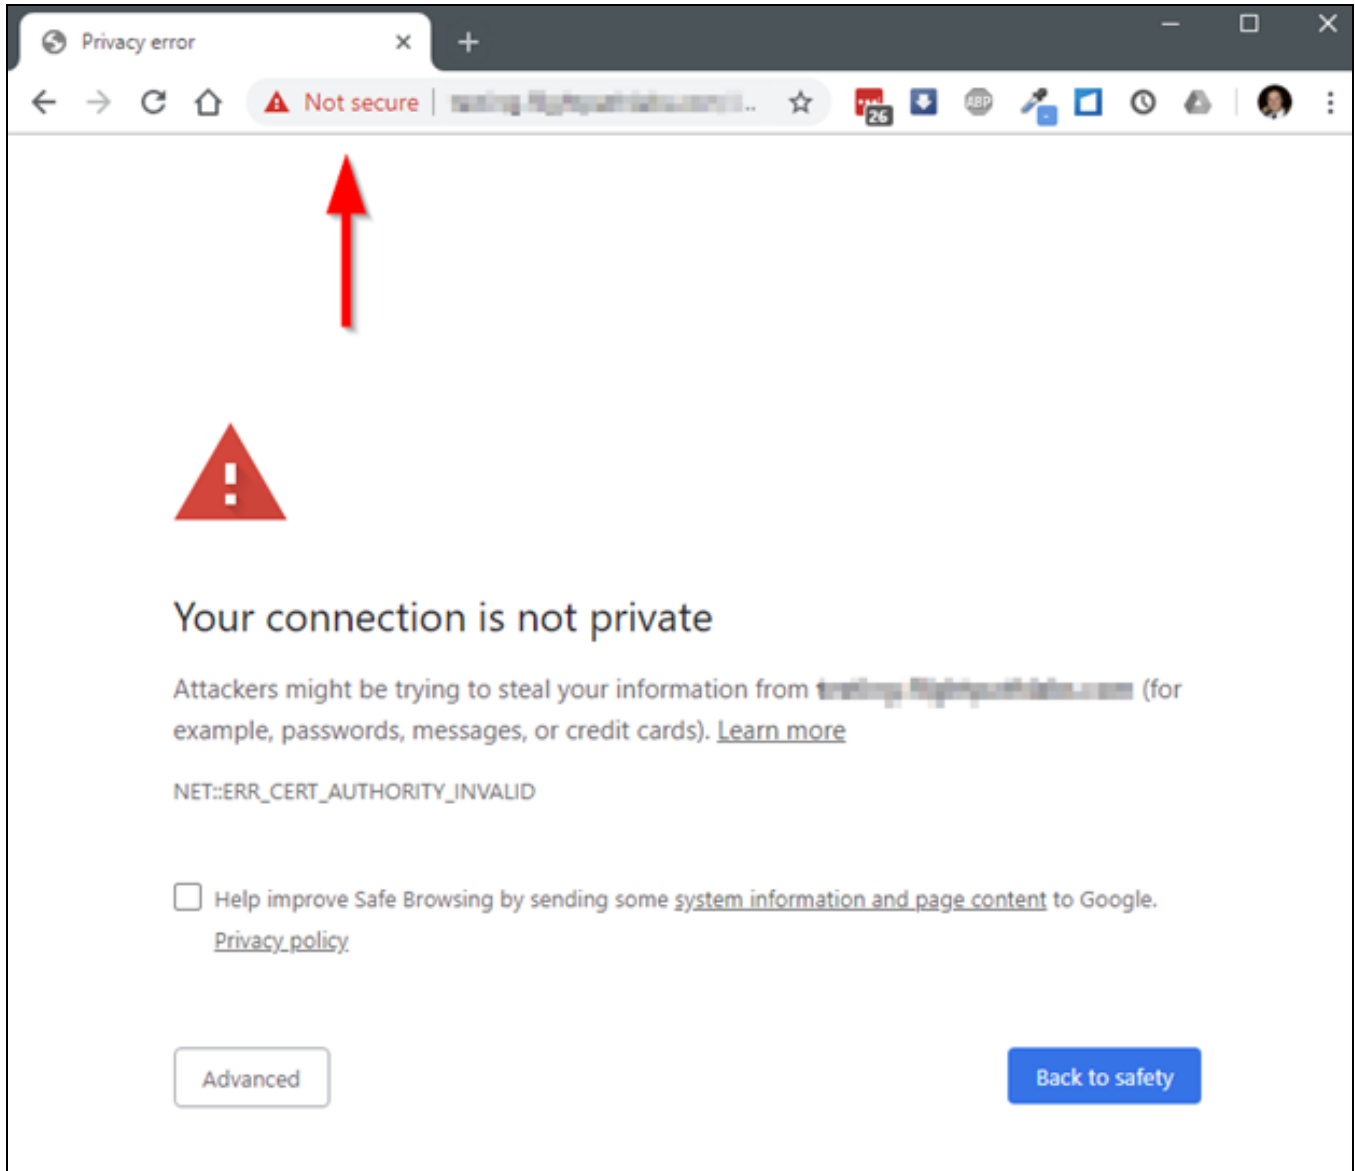 Privacy error
Not secure
26
ABP
Your connection is not private
Attackers might be trying to steal your information from (for
example, passwords, messages, or credit cards). Learn more
NET::ERR_CERT_AUTHORITY_INVALID
Help improve Safe Browsing by sending some system information and page content to Google.
Privacy policy
Advanced
Back to safety